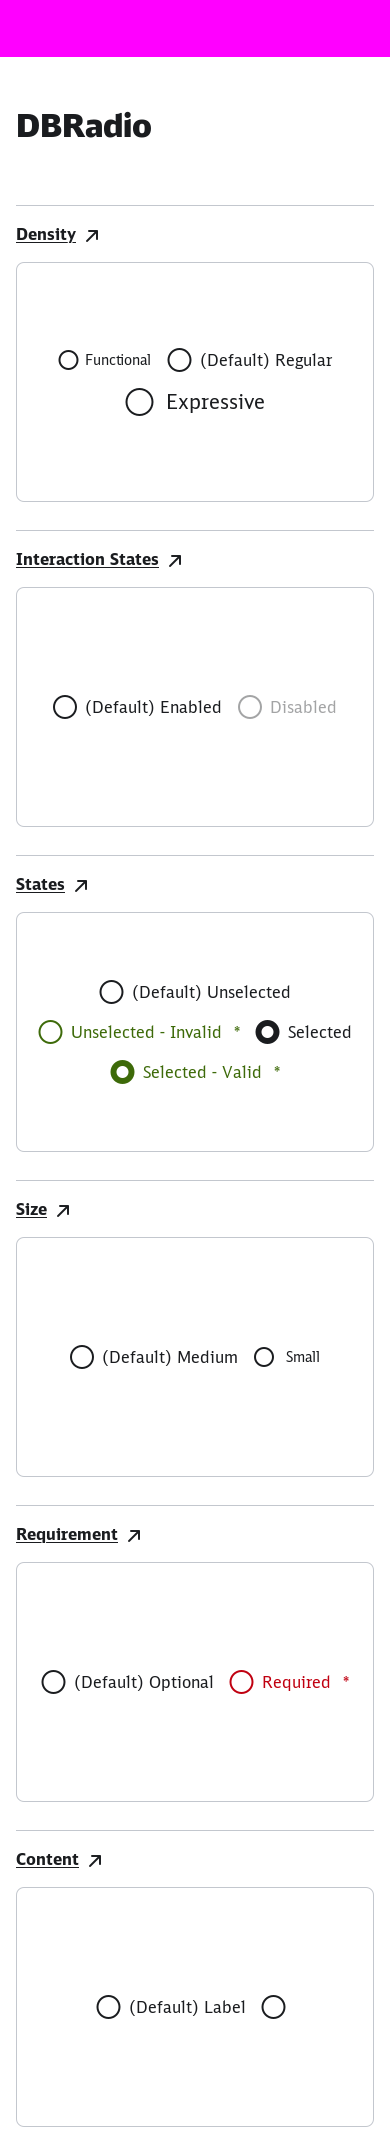 DBRadio
Density
Functional (Default) Regular
Expressive
Interaction States
(Default) Enabled Disabled
States
(Default) Unselected
Unselected - Invalid * Selected
Selected - Valid *
Size
(Default) Medium Small
Requirement
(Default) Optional Required *
Content
(Default) Label